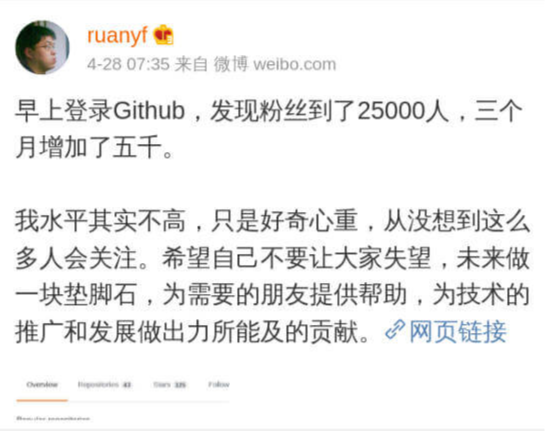 ruanyf
4-28 07:35 来自 微博 weibo.com
早上登录Github，发现粉丝到了25000人，三个
月增加了五千。
我水平其实不高，只是好奇心重，从没想到这么
多人会关注。希望自己不要让大家失望，未来做
一块垫脚石，为需要的朋友提供帮助，为技术的
推广和发展做出力所能及的贡献。网页链接
Overview Repositories 43 Stars Follow